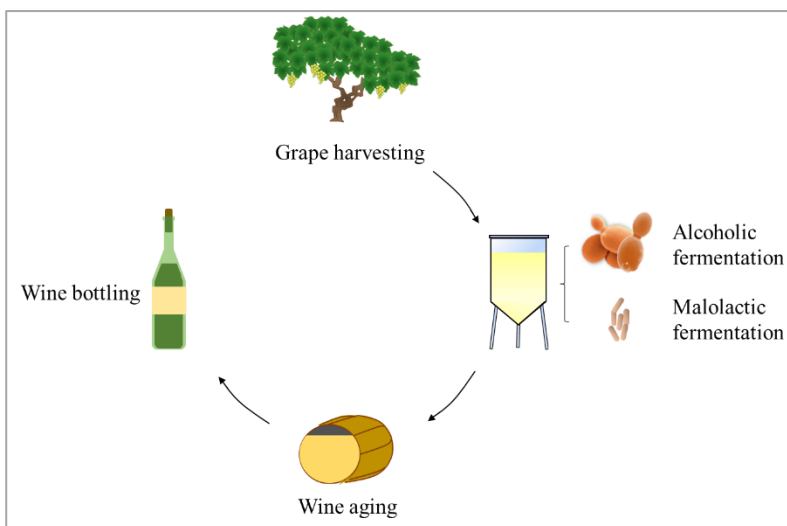 Grape harvesting
Alcoholic
fermentation
Malolactic
fermentation
Wine bottling
Wine aging